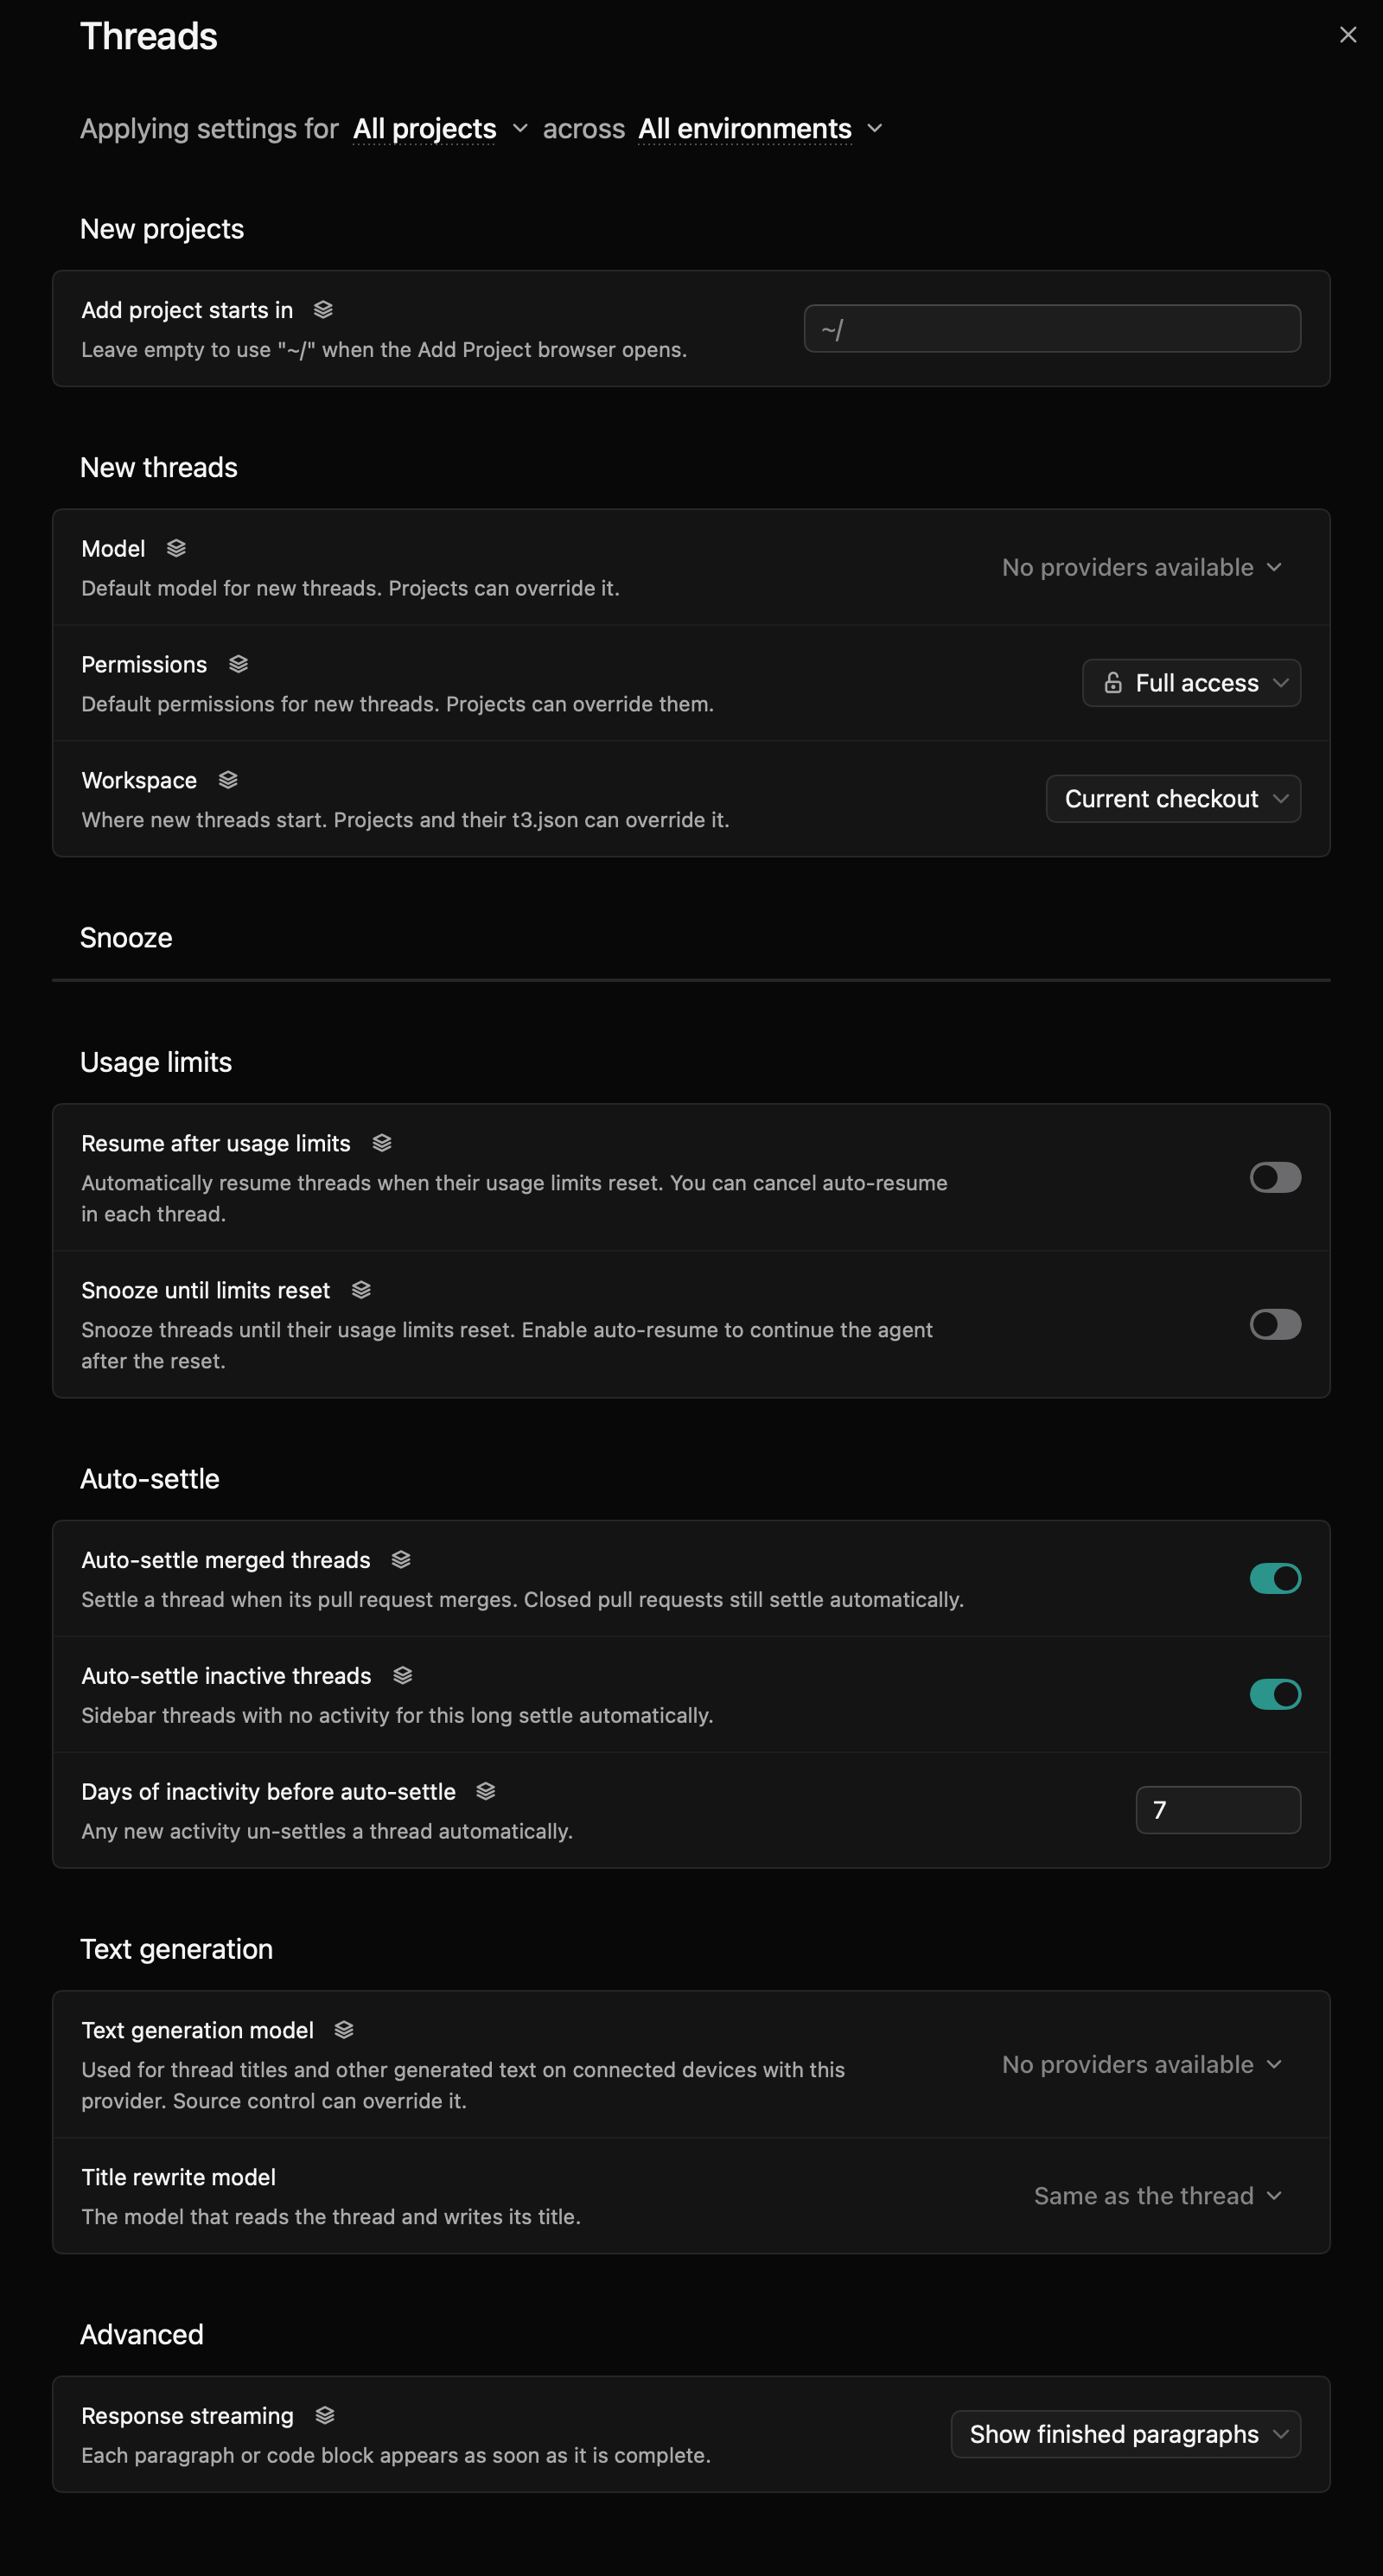 Threads
Applying settings for All projects across All environments
New projects
Add project starts in
Leave empty to use "~/" when the Add Project browser opens.
~/
New threads
Model
Default model for new threads. Projects can override it.
No providers available
Permissions
Default permissions for new threads. Projects can override them.
Full access
Workspace
Where new threads start. Projects and their t3.json can override it.
Current checkout
Snooze
Usage limits
Resume after usage limits
Automatically resume threads when their usage limits reset. You can cancel auto-resume
in each thread.
Snooze until limits reset
Snooze threads until their usage limits reset. Enable auto-resume to continue the agent
after the reset.
Auto-settle
Auto-settle merged threads
Settle a thread when its pull request merges. Closed pull requests still settle automatically.
Auto-settle inactive threads
Sidebar threads with no activity for this long settle automatically.
Days of inactivity before auto-settle
Any new activity un-settles a thread automatically.
7
Text generation
Text generation model
Used for thread titles and other generated text on connected devices with this
provider. Source control can override it.
No providers available
Title rewrite model
The model that reads the thread and writes its title.
Same as the thread
Advanced
Response streaming
Each paragraph or code block appears as soon as it is complete.
Show finished paragraphs